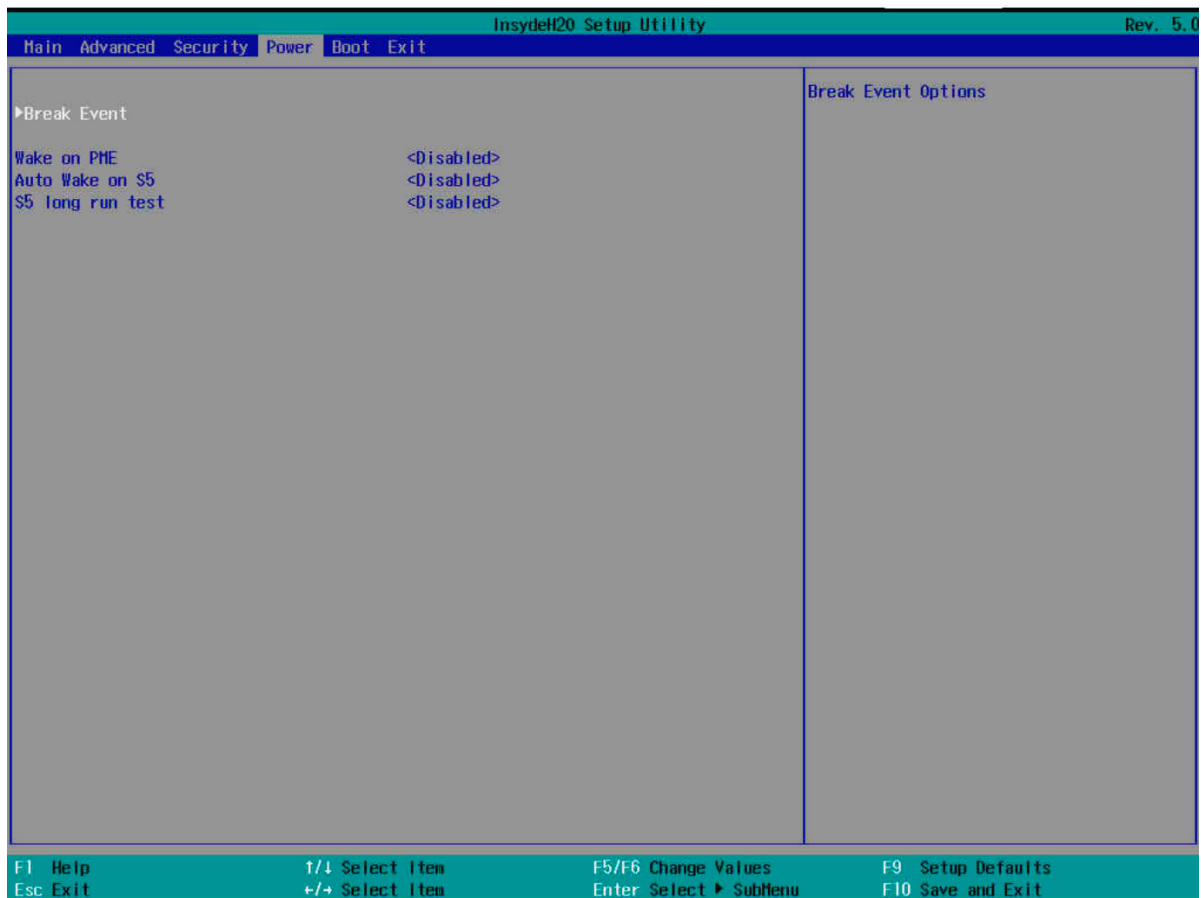 InsydeH20 Setup Utility Rev. 5.0
Main Advanced Security Power Boot Exit
Break Event Options
▶Break Event
Wake on PME <Disabled>
Auto Wake on S5 <Disabled>
S5 long run test <Disabled>
F1 Help ↑/↓ Select Item F5/F6 Change Values F9 Setup Defaults
Esc Exit ←/→ Select Item Enter Select ▶ SubMenu F10 Save and Exit